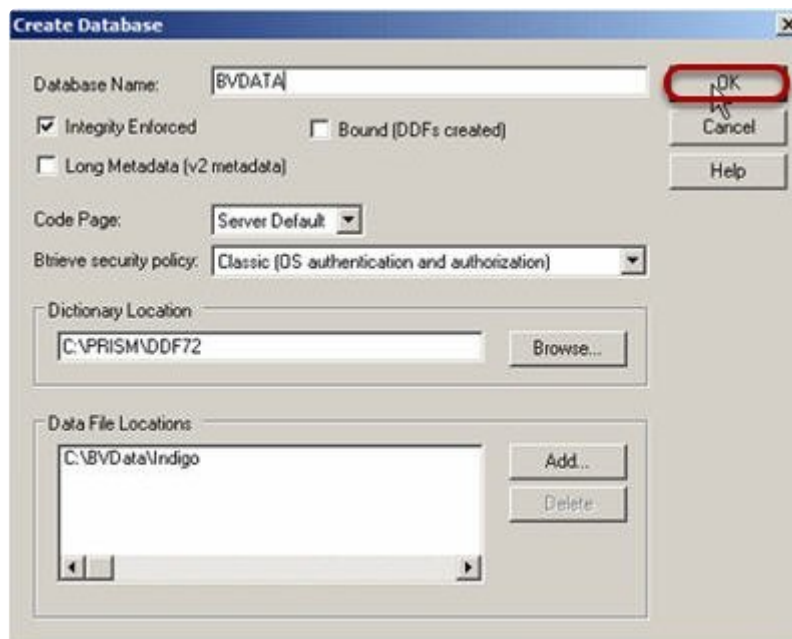 Create Database
Database Name: BVDATA
OK
Integrity Enforced
Bound (DDFs created)
Cancel
Long Metadata (v2 metadata)
Help
Code Page: Server Default
Btrieve security policy: Classic (OS authentication and authorization)
Dictionary Location
C:\PRISM\DDF72
Browse...
Data File Locations
C:\BVData\Indigo
Add...
Delete